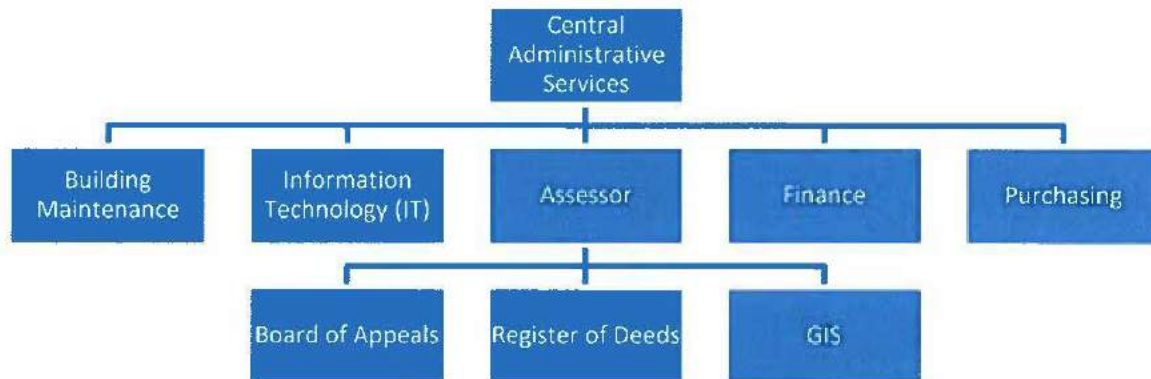 Central
Administrative
Services
Building
Maintenance
Information
Technology (IT)
Assessor
Finance
Purchasing
Board of Appeals
Register of Deeds
GIS